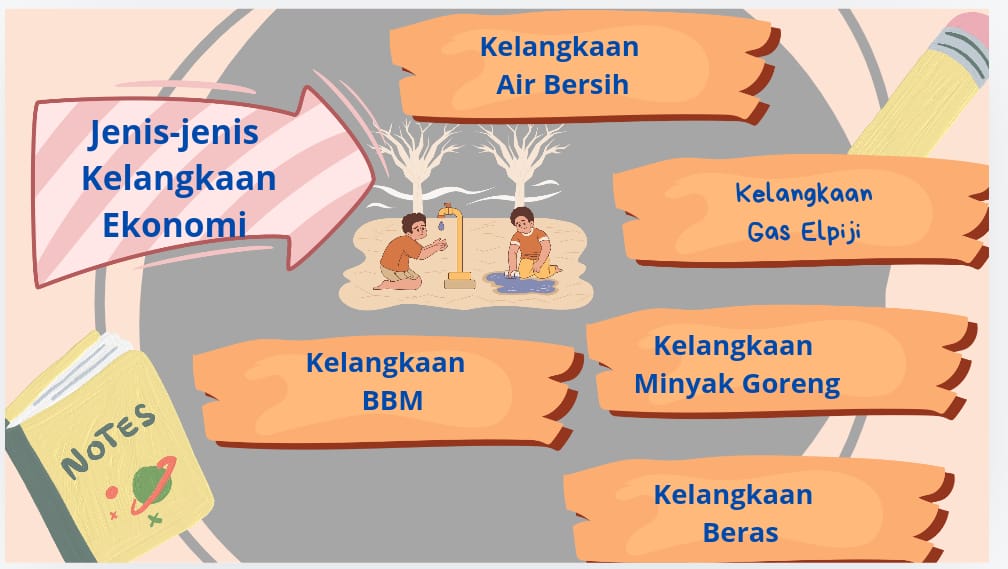 Jenis-jenis
Kelangkaan
Ekonomi
Kelangkaan
Air Bersih
Kelangkaan
Gas Elpiji
Kelangkaan
BBM
Kelangkaan
Minyak Goreng
Kelangkaan
Beras
NOTES